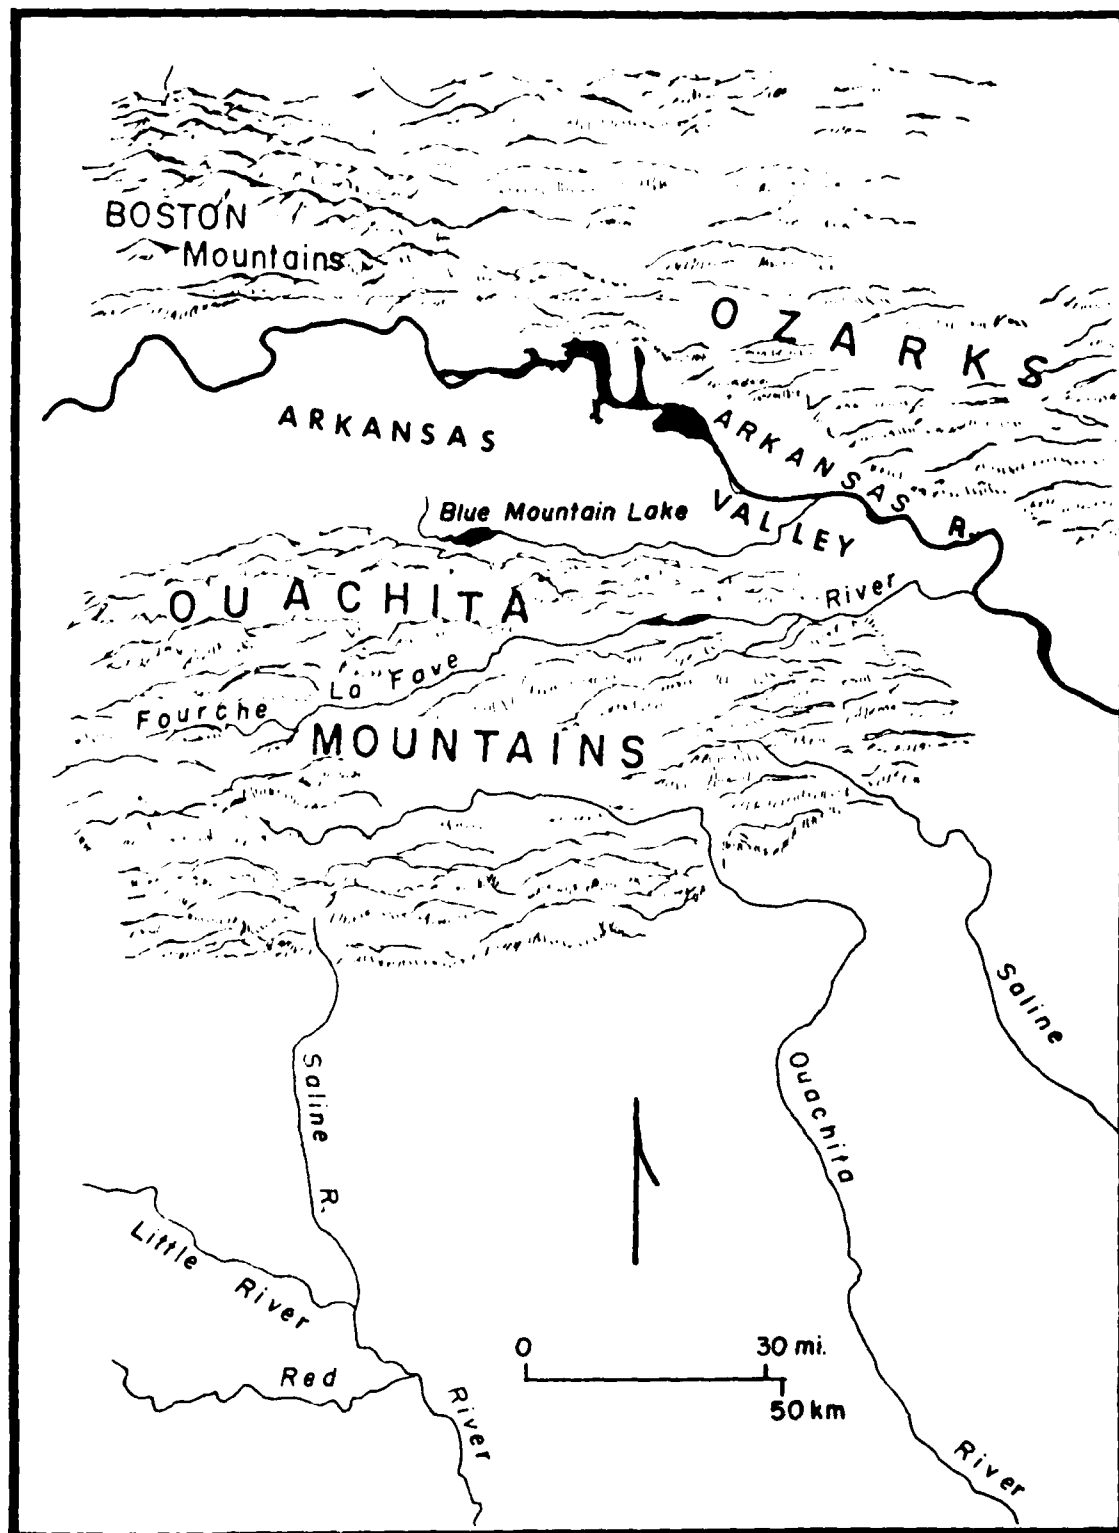 BOSTON
Mountains
OZARKS
ARKANSAS
VALLEY
ARKANSAS R.
Blue Mountain Lake
OUACHITA
MOUNTAINS
Fourche La Fave River
Saline
Saline R.
Ouachita River
Little River
Red River
0 30 mi.
50 km